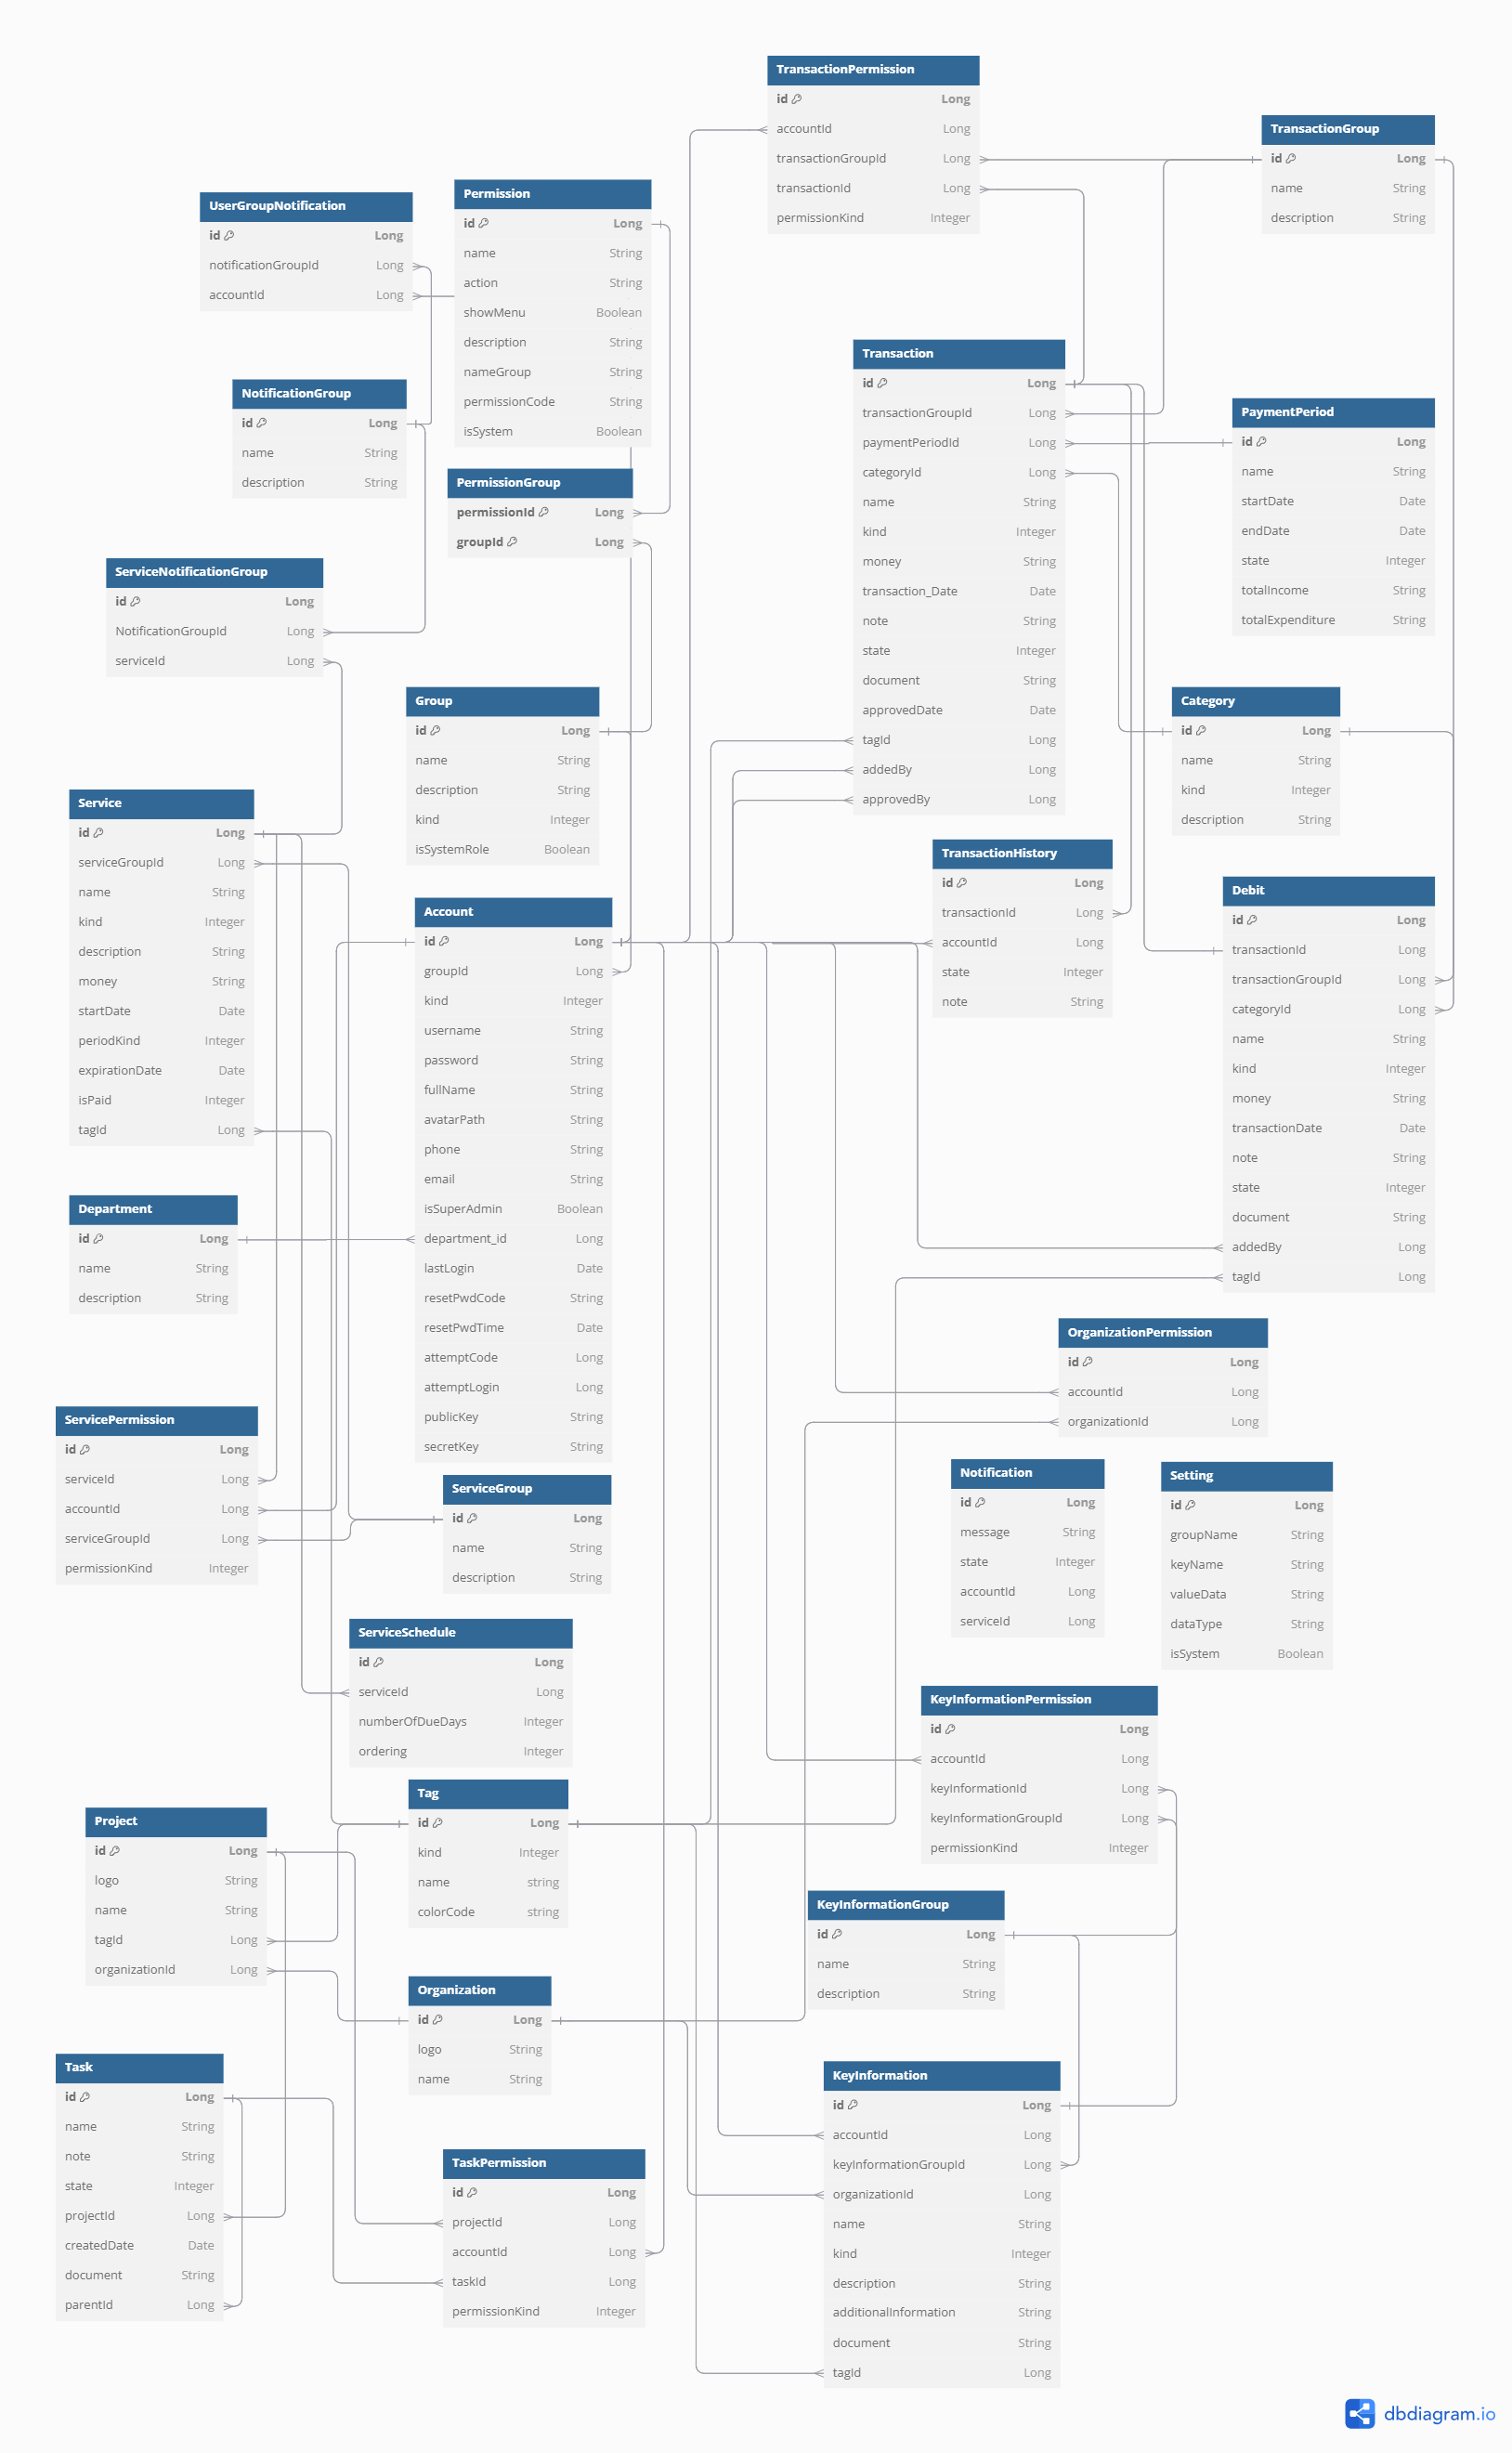 TransactionPermission
id Long
accountId Long
transactionGroupId Long
transactionId Long
permissionKind Integer
TransactionGroup
id Long
name String
description String
UserGroupNotification
id Long
notificationGroupId Long
accountId Long
Permission
id Long
name String
action String
showMenu Boolean
description String
nameGroup String
permissionCode String
isSystem Boolean
NotificationGroup
id Long
name String
description String
PermissionGroup
permissionId Long
groupId Long
Transaction
id Long
transactionGroupId Long
paymentPeriodId Long
categoryId Long
name String
kind Integer
money String
transaction_Date Date
note String
state Integer
document String
approvedDate Date
tagId Long
addedBy Long
approvedBy Long
PaymentPeriod
id Long
name String
startDate Date
endDate Date
state Integer
totalIncome String
totalExpenditure String
ServiceNotificationGroup
id Long
NotificationGroupId Long
serviceId Long
Group
id Long
name String
description String
kind Integer
isSystemRole Boolean
Category
id Long
name String
kind Integer
description String
Service
id Long
serviceGroupId Long
name String
kind Integer
description String
money String
startDate Date
periodKind Integer
expirationDate Date
isPaid Integer
tagId Long
TransactionHistory
id Long
transactionId Long
accountId Long
state Integer
note String
Debit
id Long
transactionId Long
transactionGroupId Long
categoryId Long
name String
kind Integer
money String
transactionDate Date
note String
state Integer
document String
addedBy Long
tagId Long
Account
id Long
groupId Long
kind Integer
username String
password String
fullName String
avatarPath String
phone String
email String
isSuperAdmin Boolean
department_id Long
lastLogin Date
resetPwdCode String
resetPwdTime Date
attemptCode Long
attemptLogin Long
publicKey String
secretKey String
Department
id Long
name String
description String
OrganizationPermission
id Long
accountId Long
organizationId Long
ServicePermission
id Long
serviceId Long
accountId Long
serviceGroupId Long
permissionKind Integer
ServiceGroup
id Long
name String
description String
Notification
id Long
message String
state Integer
accountId Long
serviceId Long
Setting
id Long
groupName String
keyName String
valueData String
dataType String
isSystem Boolean
ServiceSchedule
id Long
serviceId Long
numberOfDueDays Integer
ordering Integer
KeyInformationPermission
id Long
accountId Long
keyInformationId Long
keyInformationGroupId Long
permissionKind Integer
Tag
id Long
kind Integer
name string
colorCode string
Project
id Long
logo String
name String
tagId Long
organizationId Long
KeyInformationGroup
id Long
name String
description String
Organization
id Long
logo String
name String
Task
id Long
name String
note String
state Integer
projectId Long
createdDate Date
document String
parentId Long
KeyInformation
id Long
accountId Long
keyInformationGroupId Long
organizationId Long
name String
kind Integer
description String
additionalInformation String
document String
tagId Long
TaskPermission
id Long
projectId Long
accountId Long
taskId Long
permissionKind Integer
dbdiagram.io